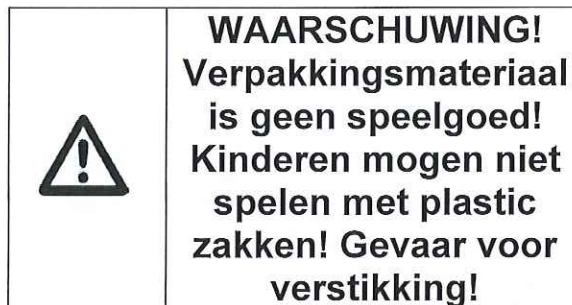 WAARSCHUWING!
Verpakkingsmateriaal
is geen speelgoed!
Kinderen mogen niet
spelen met plastic
zakken! Gevaar voor
verstikking!